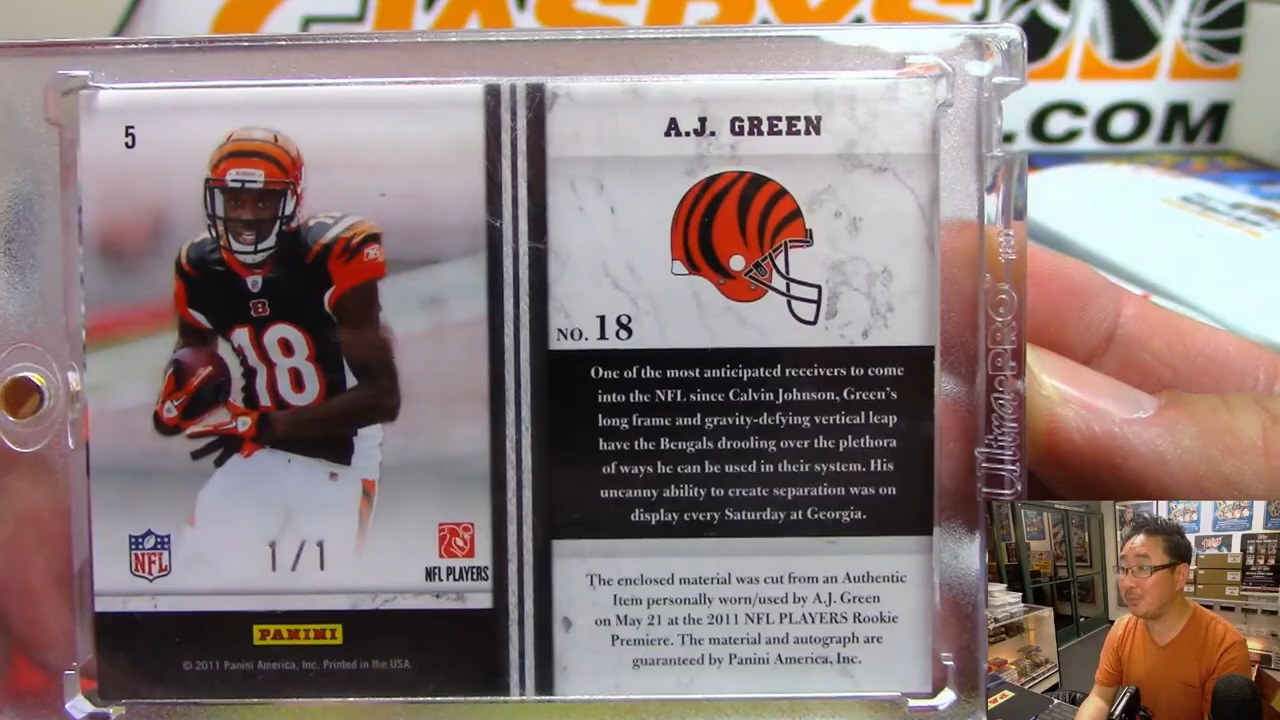 .COM
5
A.J. GREEN
18
B
18
NO. 18
One of the most anticipated receivers to come
into the NFL since Calvin Johnson, Green's
long frame and gravity-defying vertical leap
have the Bengals drooling over the plethora
of ways he can be used in their system. His
uncanny ability to create separation was on
display every Saturday at Georgia.
NFL
1/1
NFL PLAYERS
The enclosed material was cut from an Authentic
Item personally worn/used by A.J. Green
on May 21 at the 2011 NFL PLAYERS Rookie
Premiere. The material and autograph are
guaranteed by Panini America, Inc.
PANINI
© 2011 Panini America, Inc. Printed in the USA.
Ultra·PRO